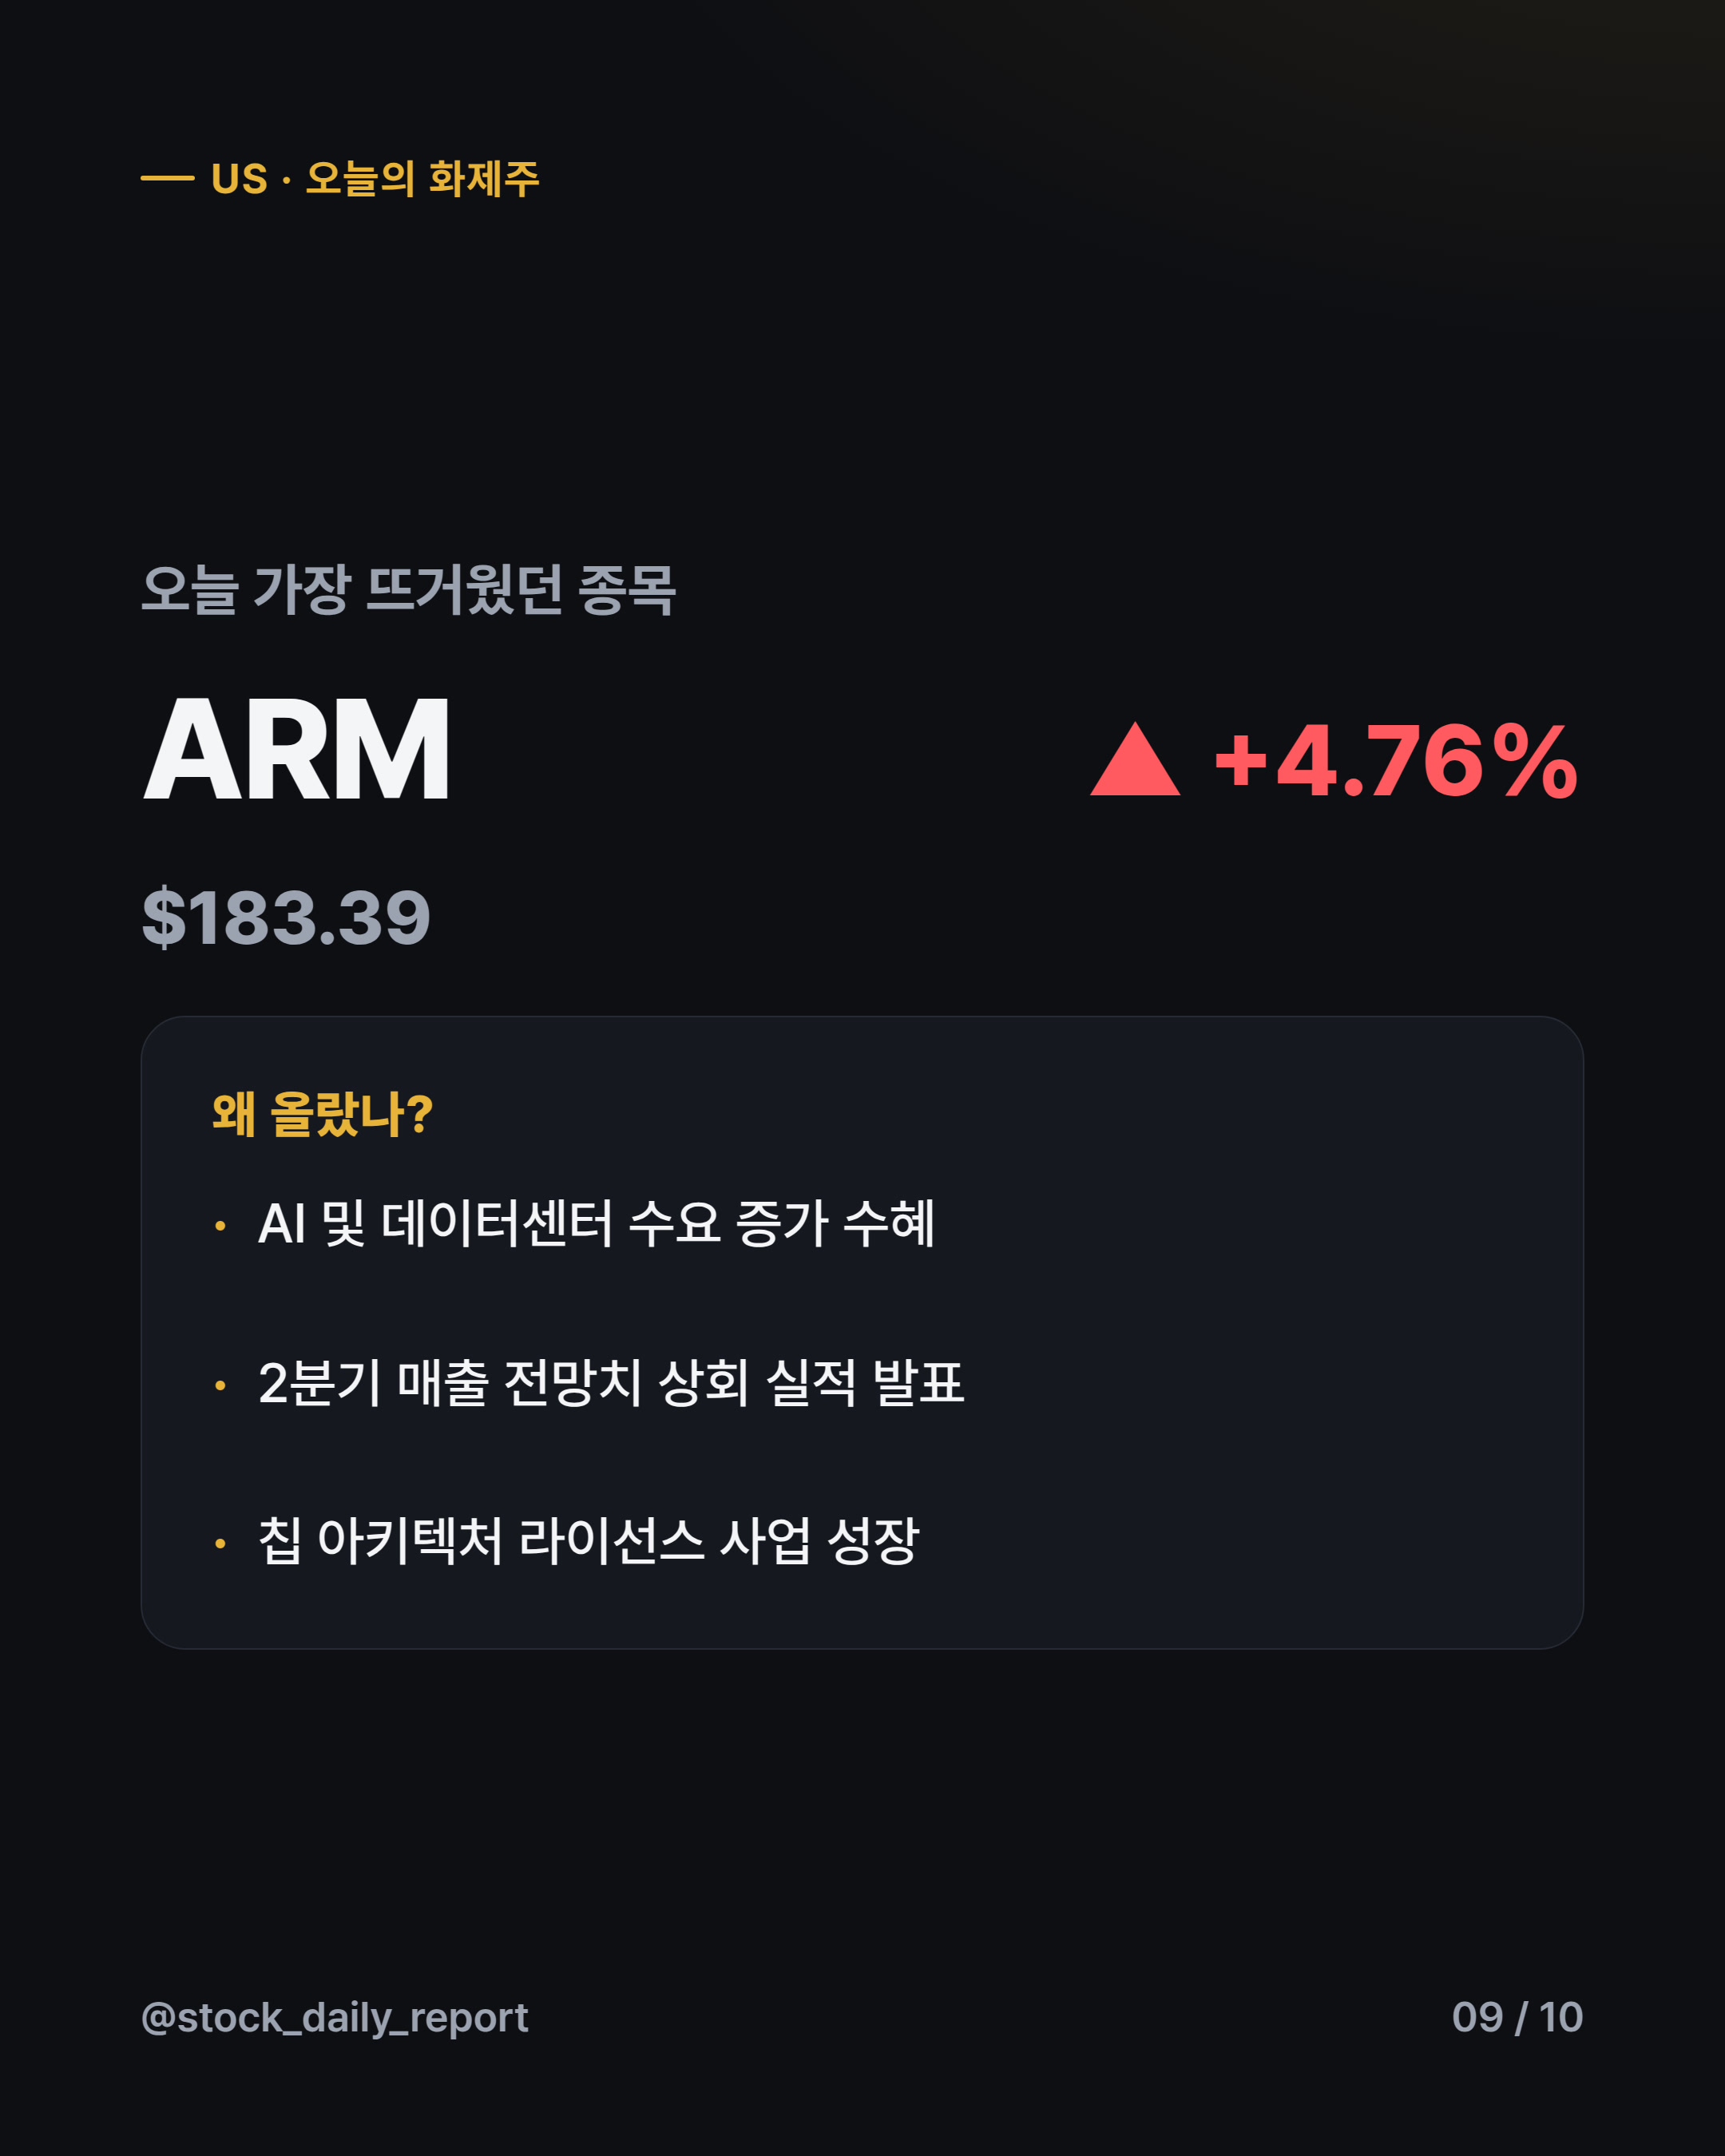 US · 오늘의 화제주
오늘 가장 뜨거웠던 종목
ARM
▲ +4.76%
$183.39
왜 올랐나?
• AI 및 데이터센터 수요 증가 수혜
• 2분기 매출 전망치 상회 실적 발표
• 칩 아키텍처 라이선스 사업 성장
@stock_daily_report
09 / 10